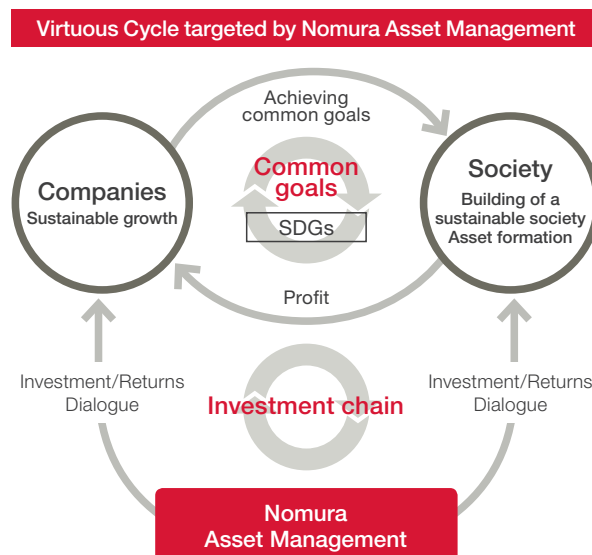 Virtuous Cycle targeted by Nomura Asset Management
Achieving
common goals
Companies
Sustainable growth
Common
goals
SDGs
Society
Building of a
sustainable society
Asset formation
Profit
Investment/Returns
Dialogue
Investment chain
Investment/Returns
Dialogue
Nomura
Asset Management